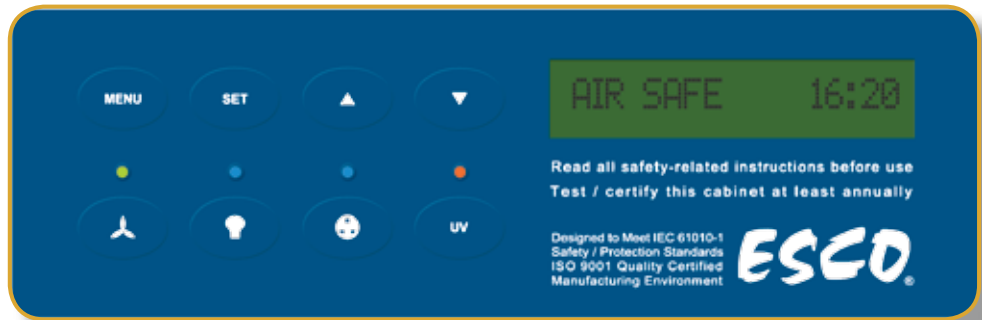 MENU SET ▲ ▼
AIR SAFE 16:20
Read all safety-related instructions before use
Test / certify this cabinet at least annually
UV
Designed to Meet IEC 61010-1
Safety / Protection Standards
ISO 9001 Quality Certified
Manufacturing Environment
ESCO®